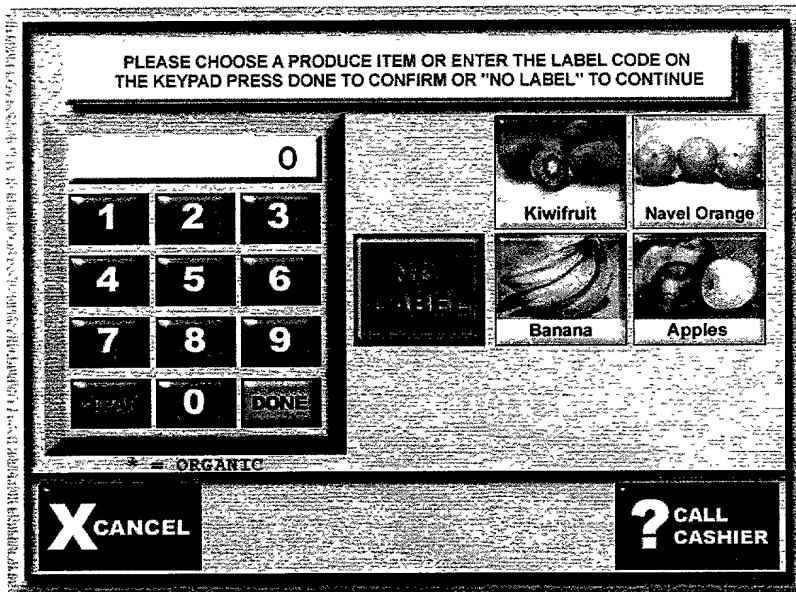 PLEASE CHOOSE A PRODUCE ITEM OR ENTER THE LABEL CODE ON
THE KEYPAD PRESS DONE TO CONFIRM OR "NO LABEL" TO CONTINUE
0
1 2 3
4 5 6
7 8 9
0 DONE
* = ORGANIC
NO
LABEL
Kiwifruit Navel Orange
Banana Apples
X CANCEL
? CALL
CASHIER